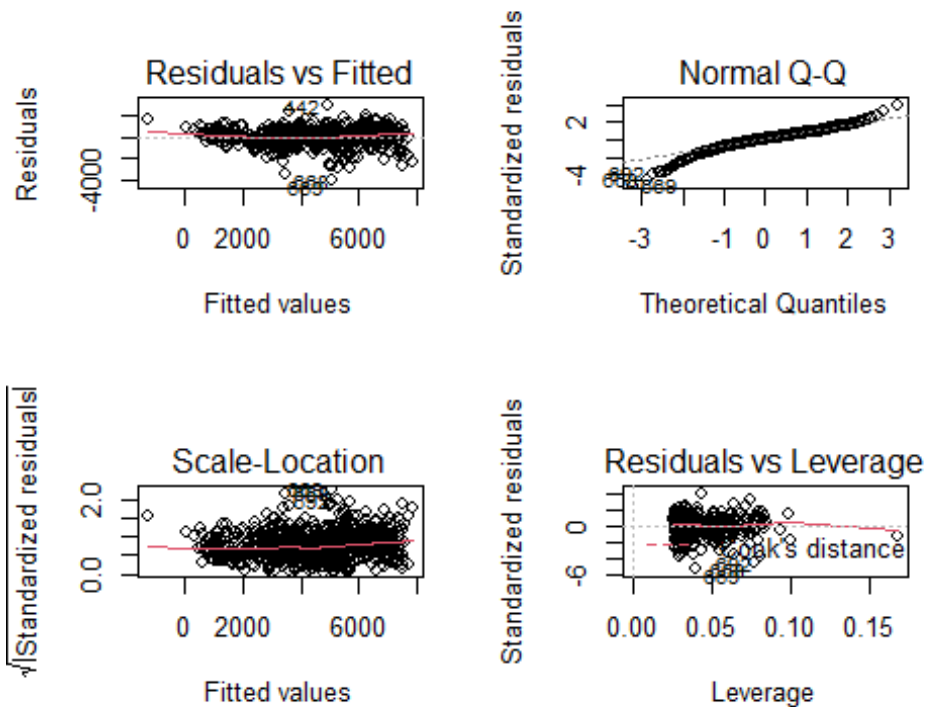 Residuals vs Fitted
Residuals
442
-4000
0 2000 6000
Fitted values
Normal Q-Q
Standardized residuals
2
-4
-3 -1 0 1 2 3
Theoretical Quantiles
Scale-Location
√|Standardized residuals|
2.0
0.0
0 2000 6000
Fitted values
Residuals vs Leverage
Standardized residuals
0
-6
ook's distance
0.00 0.05 0.10 0.15
Leverage